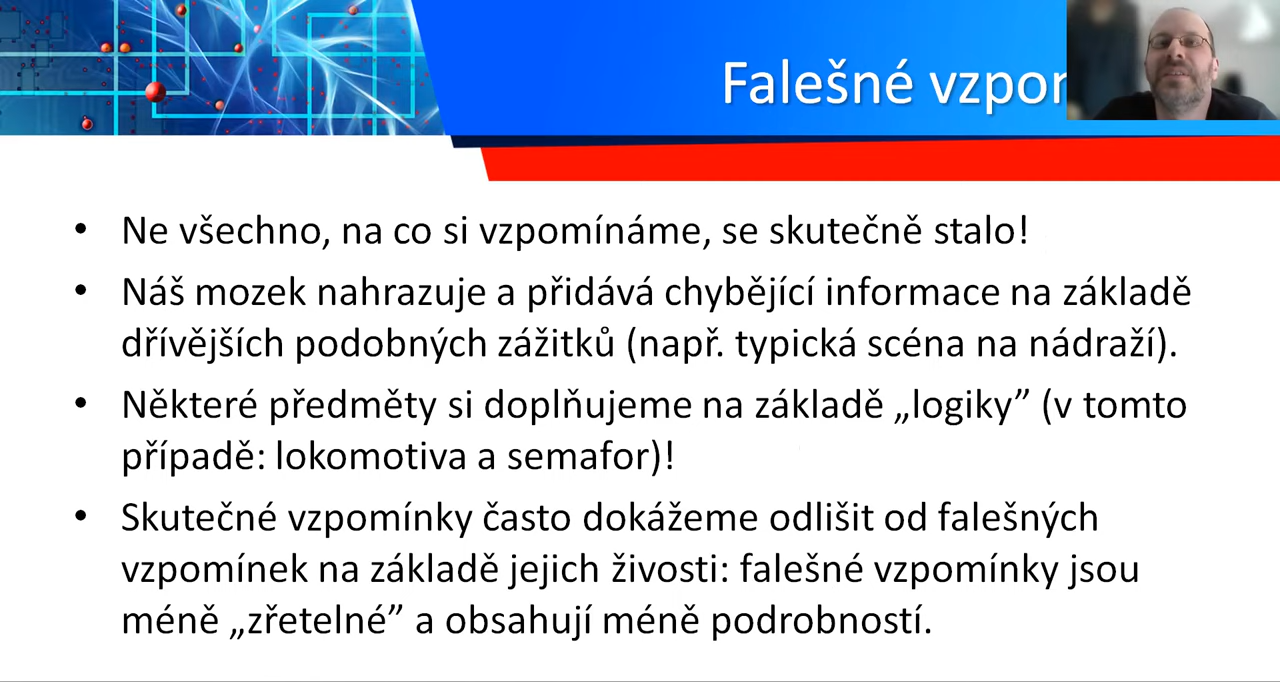 Falešné
• Ne všechno, na co si vzpomínáme, se skutečně stalo!
• Náš mozek nahrazuje a přidává chybějící informace na základě
dřívějších podobných zážitků (např. typická scéna na nádraží).
• Některé předměty si doplňujeme na základě „logiky” (v tomto
případě: lokomotiva a semafor)!
• Skutečné vzpomínky často dokážeme odlišit od falešných
vzpomínek na základě jejich živosti: falešné vzpomínky jsou
méně „zřetelné” a obsahují méně podrobností.